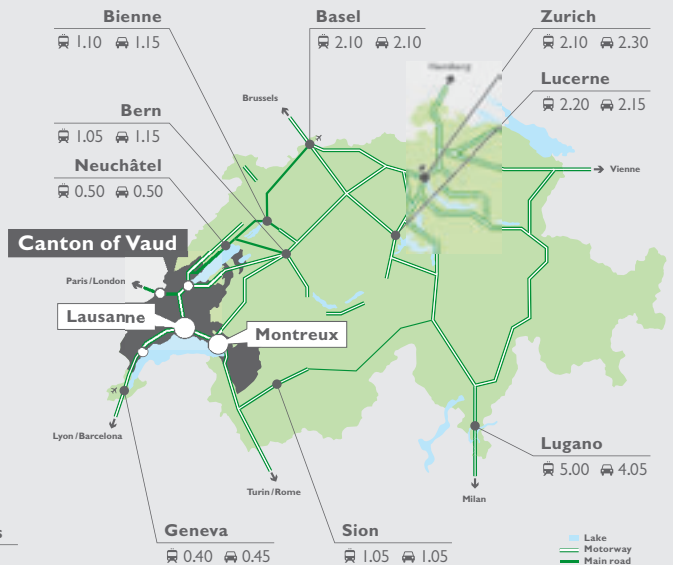 Bienne
1.10 1.15
Basel
2.10 2.10
Zurich
2.10 2.30
Lucerne
2.20 2.15
Brussels
Bern
1.05 1.15
Neuchâtel
0.50 0.50
Vienne
Canton of Vaud
Paris/London
Lausanne
Montreux
Lyon/Barcelona
Turin/Rome
Milan
Lugano
5.00 4.05
Geneva
0.40 0.45
Sion
1.05 1.05
s
Lake
Motorway
Main road